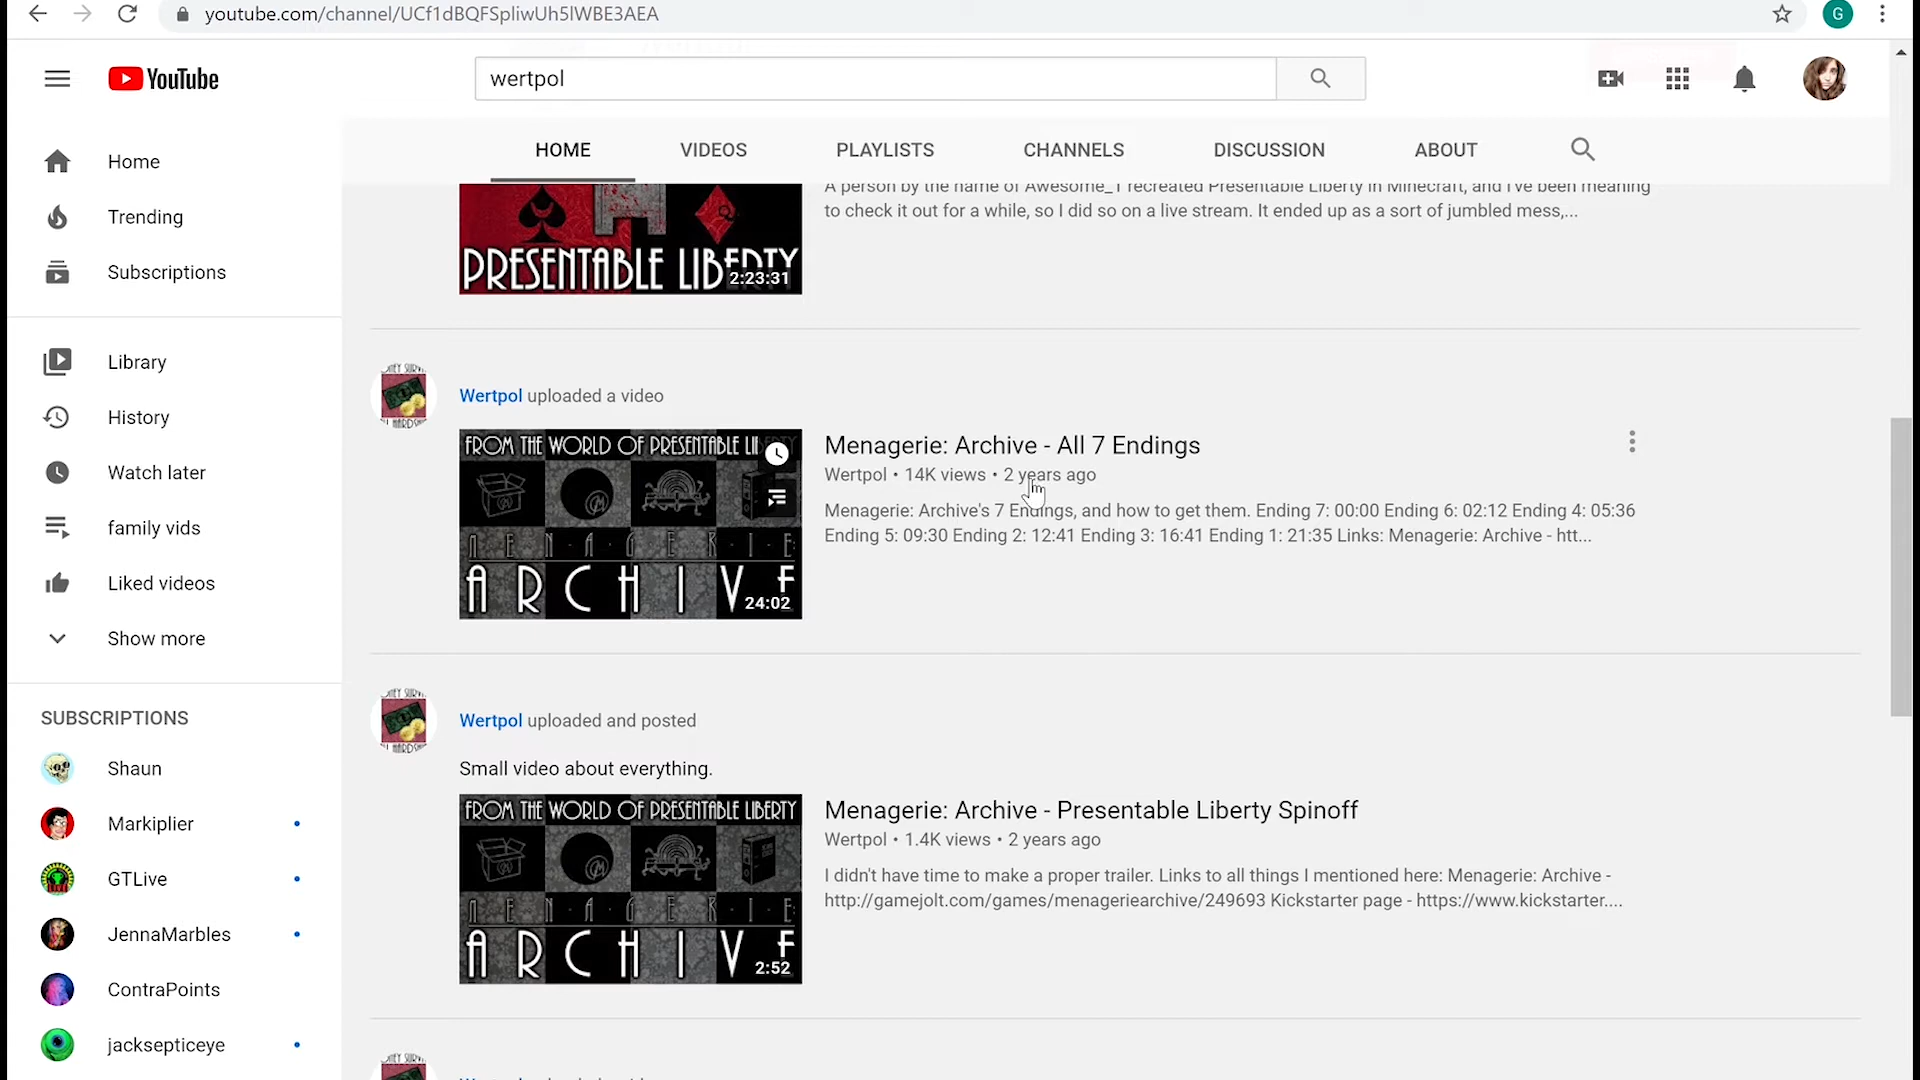 youtube.com/channel/UCf1dBQFSpliwUh5lWBE3AEA
G
YouTube
wertpol
HOME
VIDEOS
PLAYLISTS
CHANNELS
DISCUSSION
ABOUT
Home
Trending
Subscriptions
Library
History
Watch later
family vids
Liked videos
Show more
SUBSCRIPTIONS
Shaun
Markiplier
GTLive
JennaMarbles
ContraPoints
jacksepticeye
A person by the name of Awesome_1 recreated Presentable Liberty in Minecraft, and I've been meaning
to check it out for a while, so I did so on a live stream. It ended up as a sort of jumbled mess,...
PRESENTABLE LIBERTY
2:23:31
Wertpol uploaded a video
FROM THE WORLD OF PRESENTABLE LI
MENAGERIE
ARCHIVE
24:02
Menagerie: Archive - All 7 Endings
Wertpol • 14K views • 2 years ago
Menagerie: Archive's 7 Endings, and how to get them. Ending 7: 00:00 Ending 6: 02:12 Ending 4: 05:36
Ending 5: 09:30 Ending 2: 12:41 Ending 3: 16:41 Ending 1: 21:35 Links: Menagerie: Archive - htt...
Wertpol uploaded and posted
Small video about everything.
FROM THE WORLD OF PRESENTABLE LIBERTY
MENAGERIE
ARCHIVE
2:52
Menagerie: Archive - Presentable Liberty Spinoff
Wertpol • 1.4K views • 2 years ago
I didn't have time to make a proper trailer. Links to all things I mentioned here: Menagerie: Archive -
http://gamejolt.com/games/menageriearchive/249693 Kickstarter page - https://www.kickstarter....